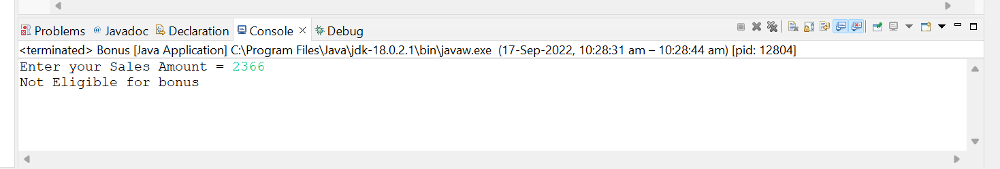 Problems Javadoc Declaration Console Debug
<terminated> Bonus [Java Application] C:\Program Files\Java\jdk-18.0.2.1\bin\javaw.exe (17-Sep-2022, 10:28:31 am – 10:28:44 am) [pid: 12804]
Enter your Sales Amount = 2366
Not Eligible for bonus